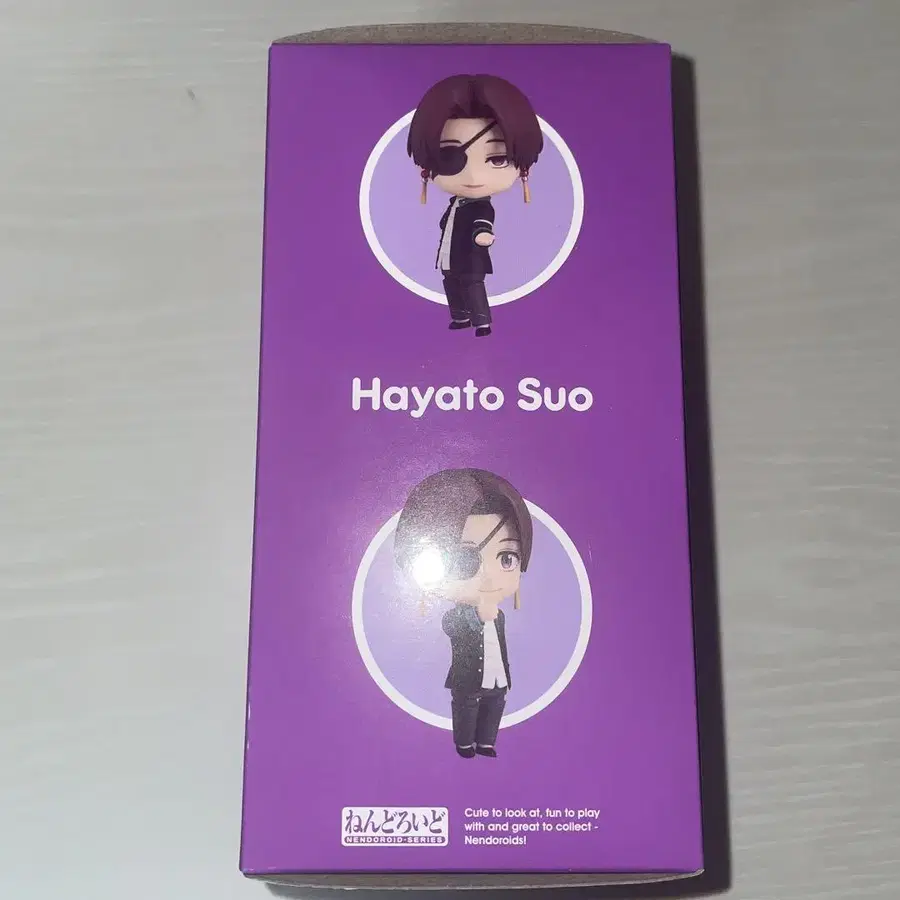 Hayato Suo
ねんどろいど
NENDOROID·SERIES
Cute to look at, fun to play
with and great to collect -
Nendoroids!